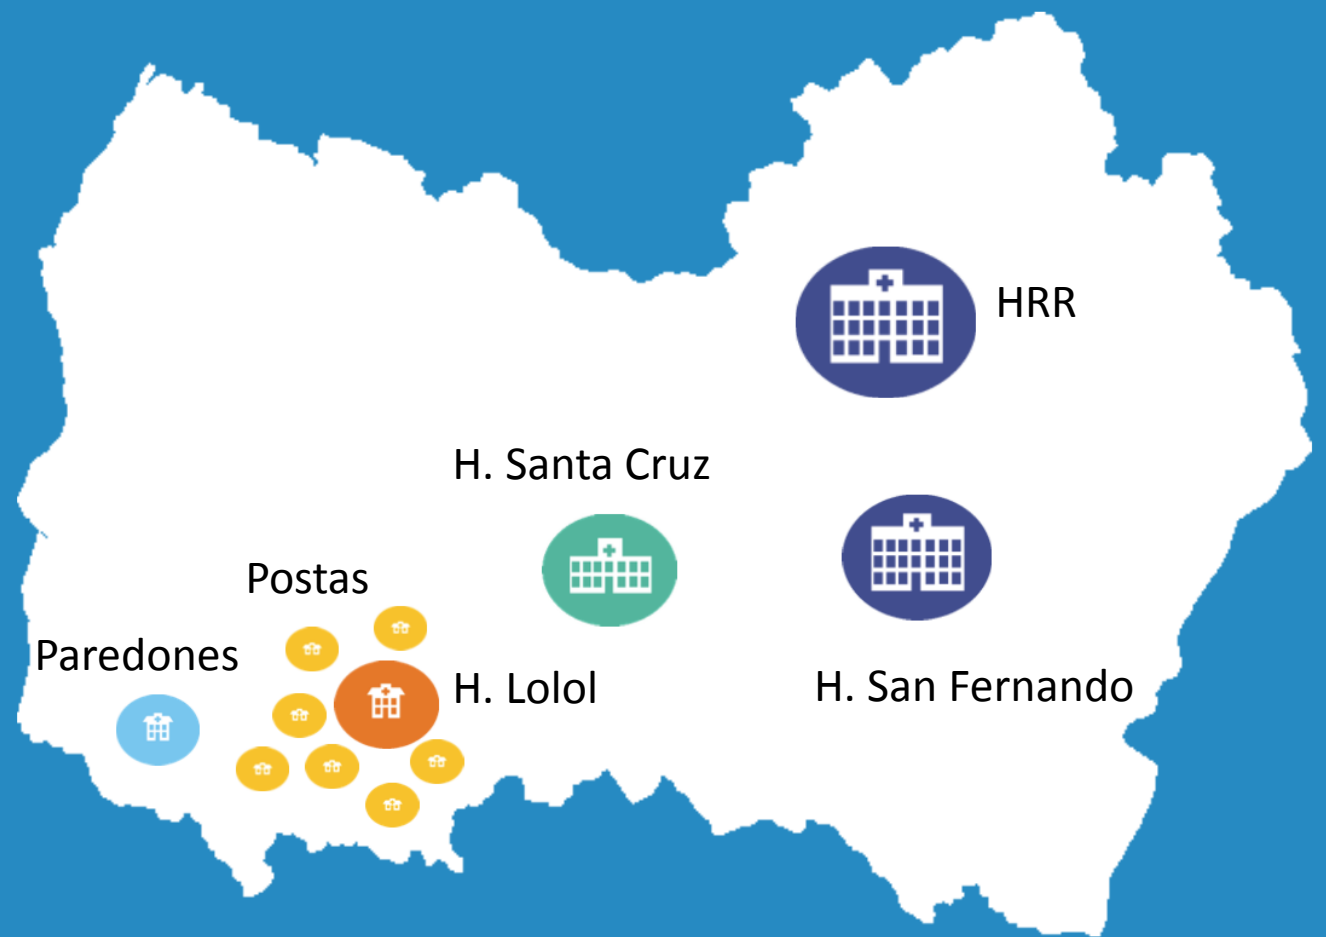 HRR
H. Santa Cruz
Postas
Paredones
H. Lolol
H. San Fernando